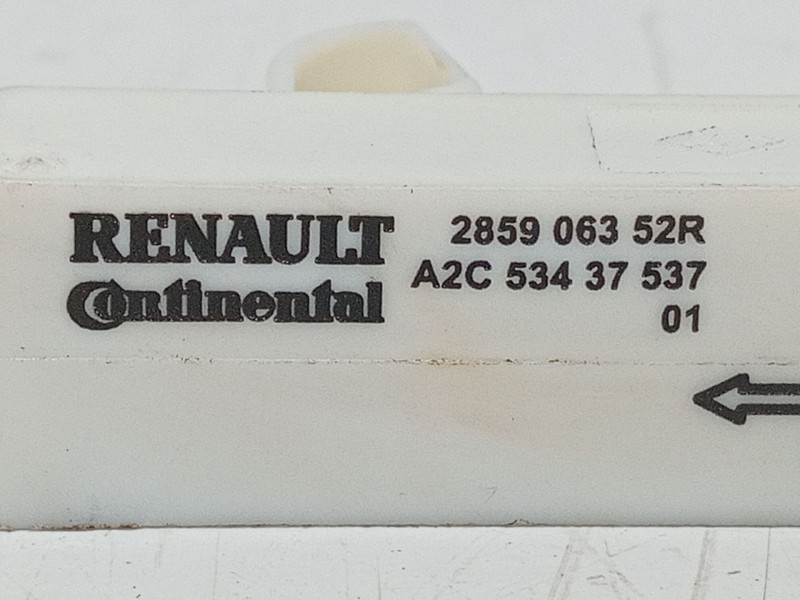 RENAULT 2859 063 52R
Continental A2C 534 37 537
01